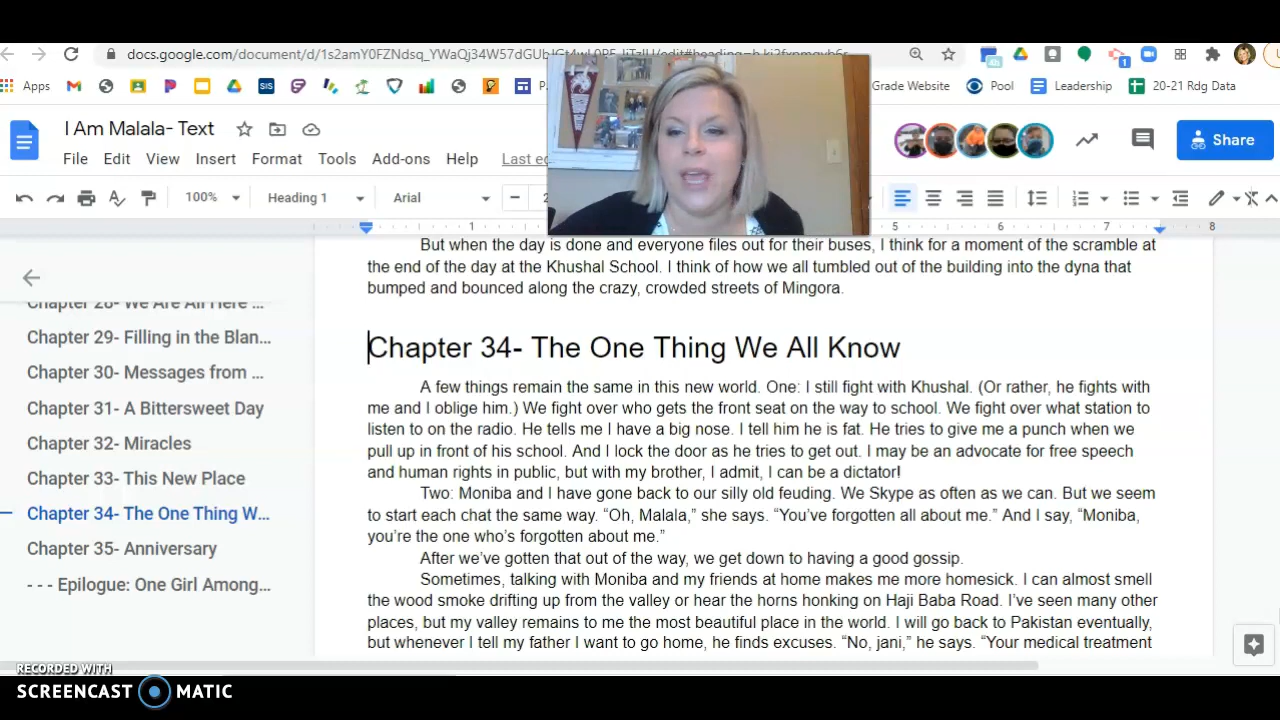 docs.google.com/document/d/1s2amY0FZNdsq_YWaQj34W57dGUb
Apps
SIS
Grade Website
Pool
Leadership
20-21 Rdg Data
I Am Malala- Text
Share
File Edit View Insert Format Tools Add-ons Help Last
100% Heading 1 Arial
1 5 6 7 8
But when the day is done and everyone files out for their buses, I think for a moment of the scramble at
the end of the day at the Khushal School. I think of how we all tumbled out of the building into the dyna that
bumped and bounced along the crazy, crowded streets of Mingora.
Chapter 28- We Are All Here ...
Chapter 29- Filling in the Blan...
Chapter 30- Messages from ...
Chapter 31- A Bittersweet Day
Chapter 32- Miracles
Chapter 33- This New Place
Chapter 34- The One Thing W...
Chapter 35- Anniversary
- - - Epilogue: One Girl Among...
Chapter 34- The One Thing We All Know
A few things remain the same in this new world. One: I still fight with Khushal. (Or rather, he fights with
me and I oblige him.) We fight over who gets the front seat on the way to school. We fight over what station to
listen to on the radio. He tells me I have a big nose. I tell him he is fat. He tries to give me a punch when we
pull up in front of his school. And I lock the door as he tries to get out. I may be an advocate for free speech
and human rights in public, but with my brother, I admit, I can be a dictator!
Two: Moniba and I have gone back to our silly old feuding. We Skype as often as we can. But we seem
to start each chat the same way. “Oh, Malala,” she says. “You’ve forgotten all about me.” And I say, “Moniba,
you’re the one who’s forgotten about me.”
After we’ve gotten that out of the way, we get down to having a good gossip.
Sometimes, talking with Moniba and my friends at home makes me more homesick. I can almost smell
the wood smoke drifting up from the valley or hear the horns honking on Haji Baba Road. I’ve seen many other
places, but my valley remains to me the most beautiful place in the world. I will go back to Pakistan eventually,
but whenever I tell my father I want to go home, he finds excuses. “No, jani,” he says. “Your medical treatment
RECORDED WITH
SCREENCAST MATIC